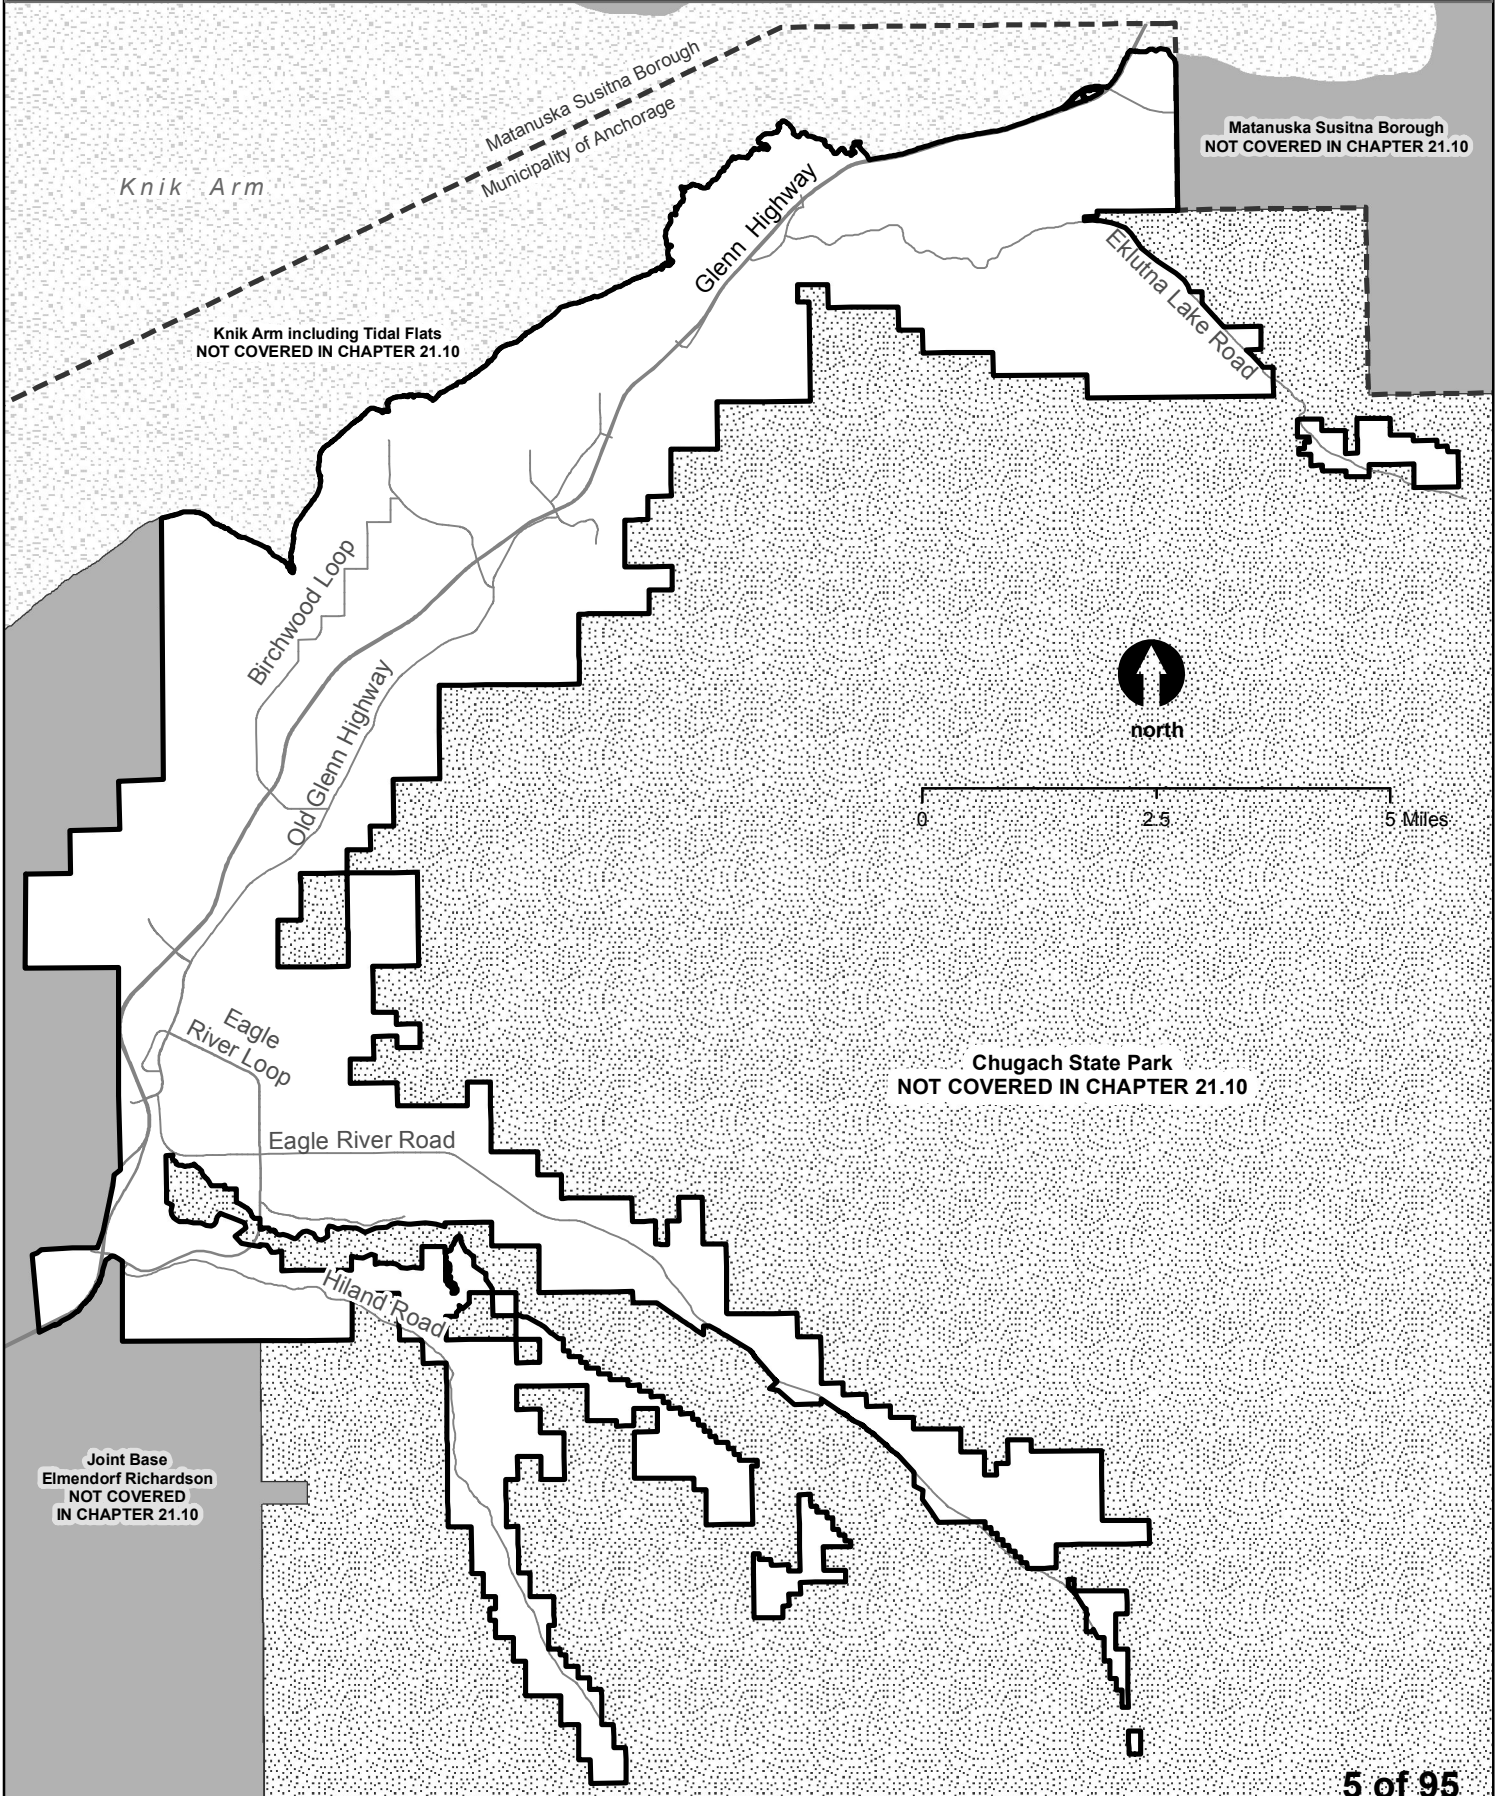 Matanuska Susitna Borough
Municipality of Anchorage
Matanuska Susitna Borough
NOT COVERED IN CHAPTER 21.10
Knik Arm
Glenn Highway
Eklutna Lake Road
Knik Arm including Tidal Flats
NOT COVERED IN CHAPTER 21.10
Birchwood Loop
Old Glenn Highway
north
0 2.5 5 Miles
Eagle
River Loop
Chugach State Park
NOT COVERED IN CHAPTER 21.10
Eagle River Road
Hiland Road
Joint Base
Elmendorf Richardson
NOT COVERED
IN CHAPTER 21.10
5 of 95